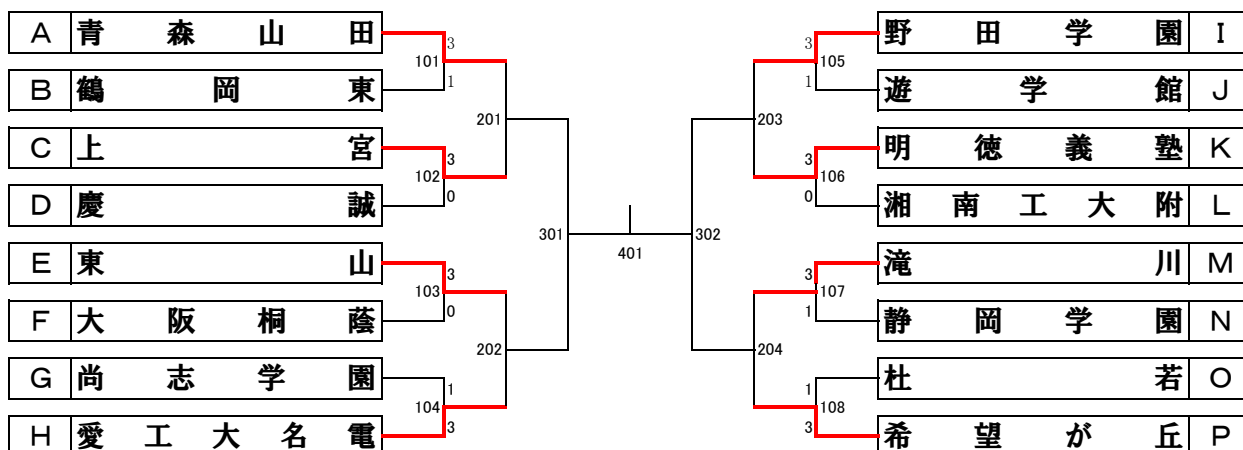 A 青森山田
3
101
1
B 鶴岡東
201
C 上宮
3
102
0
D 慶誠
301
E 東山
3
103
0
F 大阪桐蔭
202
G 尚志学園
1
104
3
H 愛工大名電
401
野田学園 I
3
105
1
遊学館 J
203
明徳義塾 K
3
106
0
湘南工大附 L
302
滝川 M
3
107
1
静岡学園 N
204
杜若 O
1
108
3
希望が丘 P